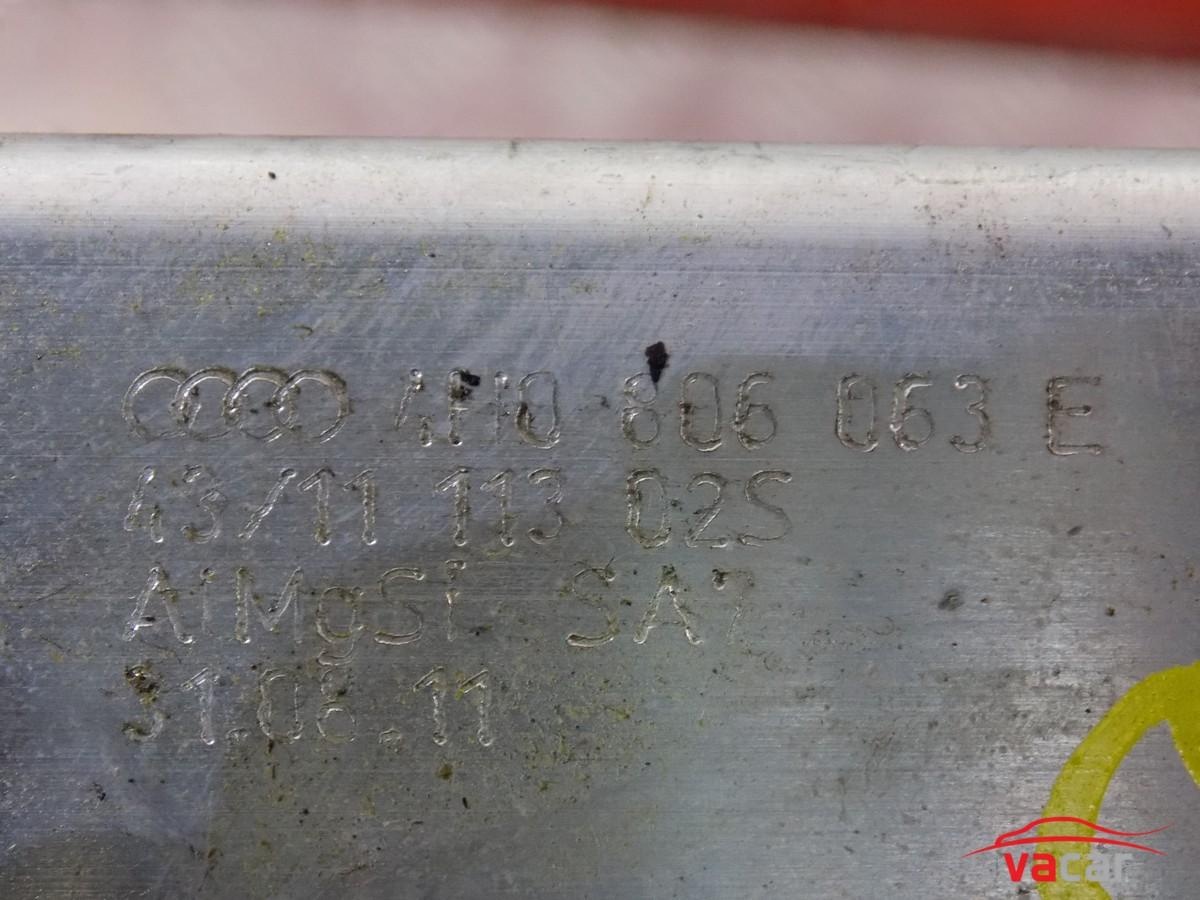 4H0 806 063 E
43/11 113 02S
AlMgSi SA7
31.08.11
vacar